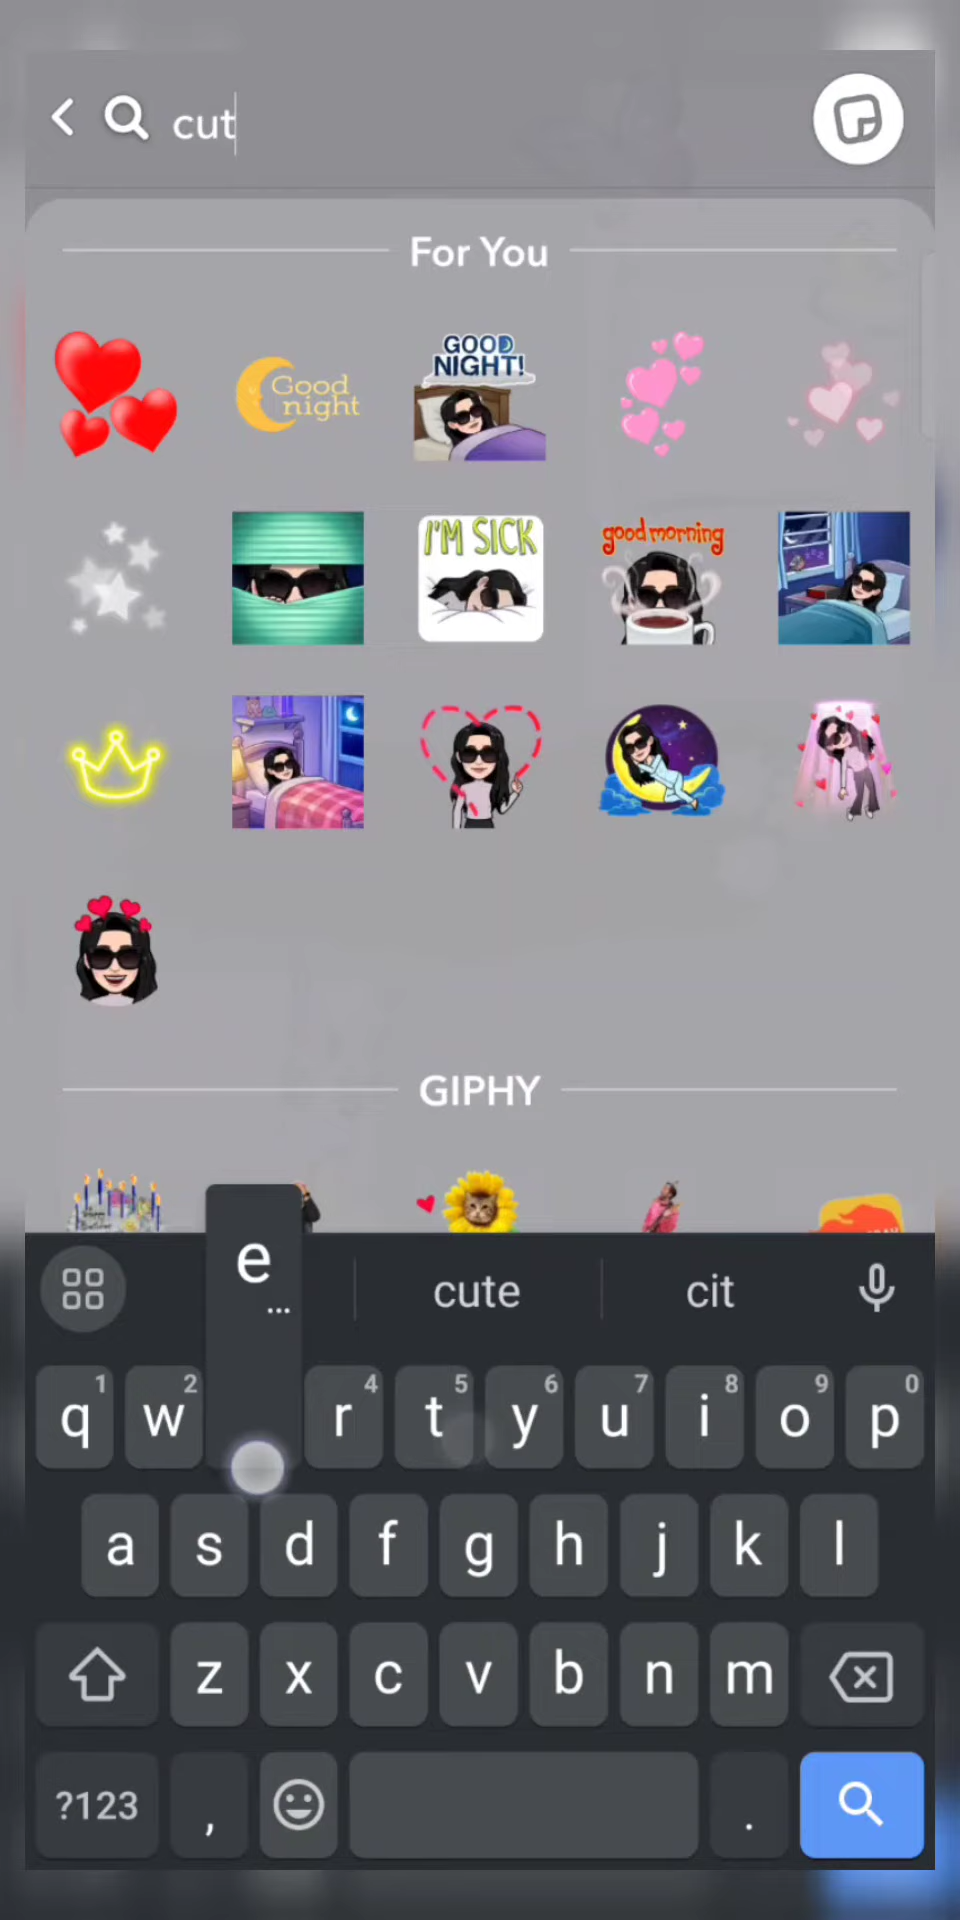 cut
For You
GOOD
NIGHT!
Good
night
I'M SICK
good morning
GIPHY
e
...
cute
cit
1 2 4 5 6 7 8 9 0
q w r t y u i o p
a s d f g h j k l
z x c v b n m
?123 , .